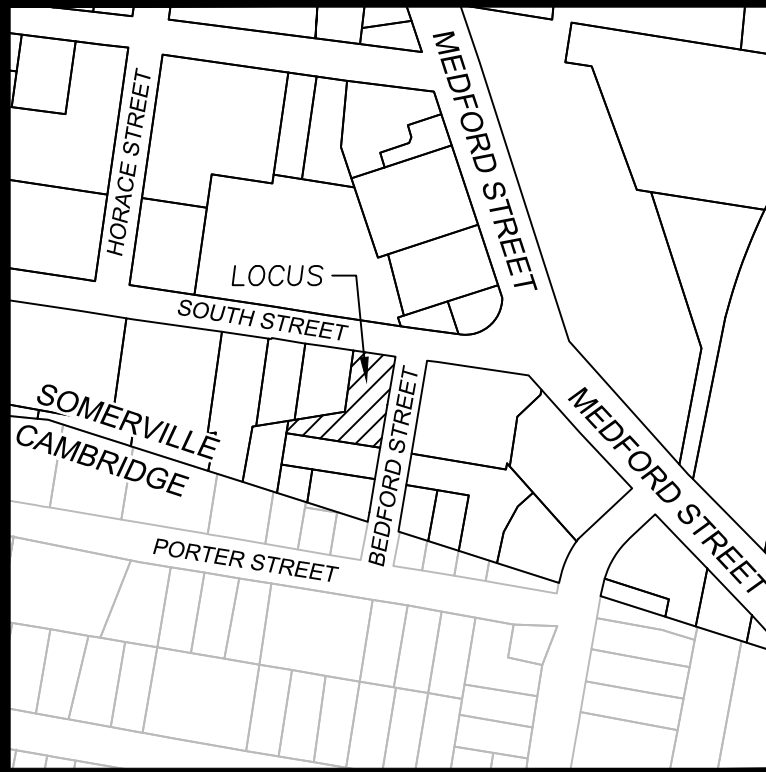 MEDFORD STREET
HORACE STREET
LOCUS
SOUTH STREET
BEDFORD STREET
MEDFORD STREET
SOMERVILLE
CAMBRIDGE
PORTER STREET